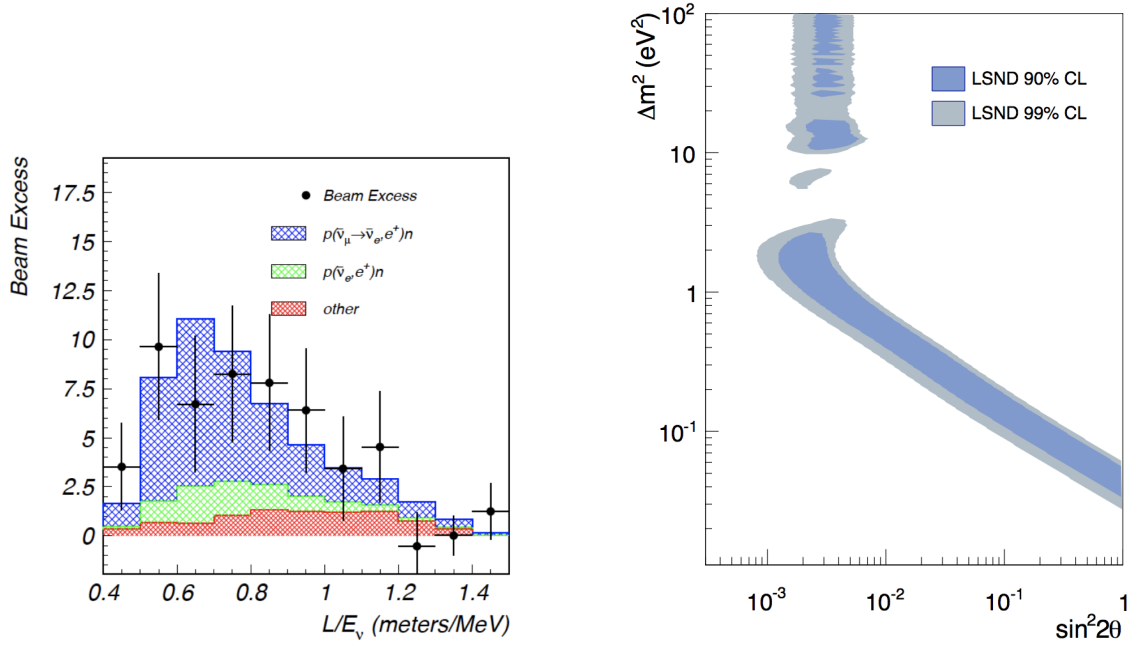 Beam Excess
17.5
15
12.5
10
7.5
5
2.5
0
0.4 0.6 0.8 1 1.2 1.4
L/Eν (meters/MeV)
Beam Excess
p(ν̄μ→ν̄e,e⁺)n
p(ν̄e,e⁺)n
other
Δm² (eV²)
10²
10
1
10⁻¹
10⁻³ 10⁻² 10⁻¹ 1
sin²2θ
LSND 90% CL
LSND 99% CL